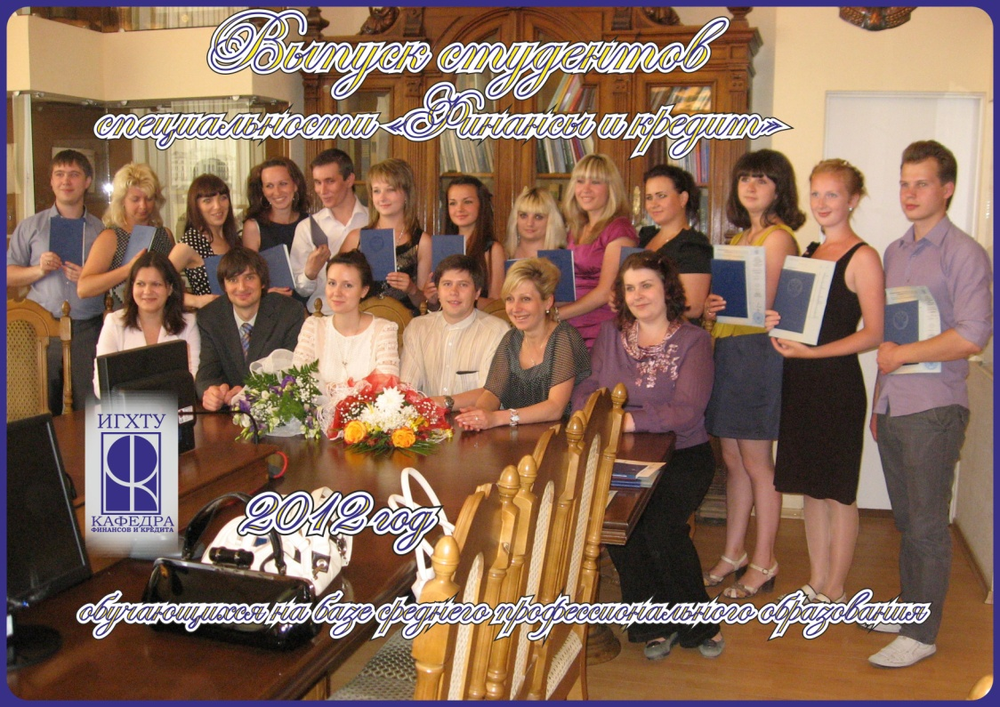 Выпуск студентов
специальности «Финансы и кредит»
ИГХТУ
КАФЕДРА
ФИНАНСОВ И КРЕДИТА
2012 год
обучающихся на базе среднего профессионального образования